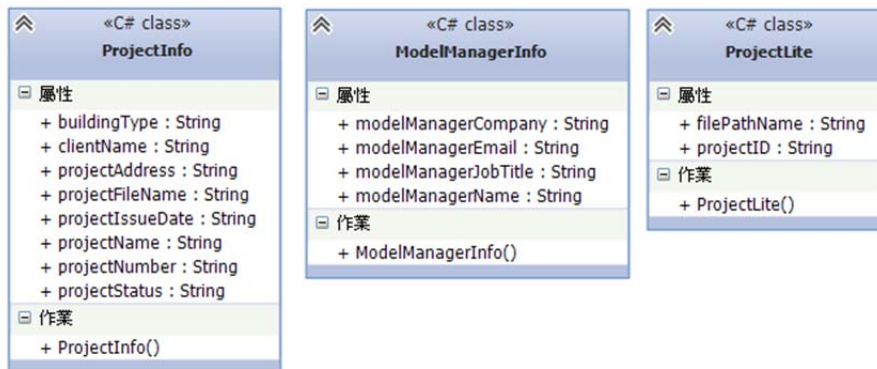 «C# class»
ProjectInfo
屬性
+ buildingType : String
+ clientName : String
+ projectAddress : String
+ projectFileName : String
+ projectIssueDate : String
+ projectName : String
+ projectNumber : String
+ projectStatus : String
作業
+ ProjectInfo()
«C# class»
ModelManagerInfo
屬性
+ modelManagerCompany : String
+ modelManagerEmail : String
+ modelManagerJobTitle : String
+ modelManagerName : String
作業
+ ModelManagerInfo()
«C# class»
ProjectLite
屬性
+ filePathName : String
+ projectID : String
作業
+ ProjectLite()